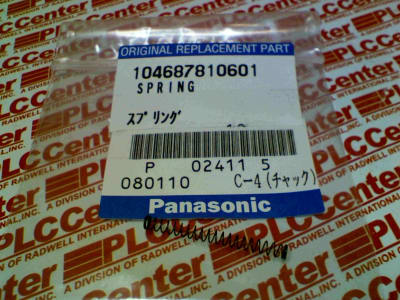 ORIGINAL REPLACEMENT PART
104687810601
SPRING
スプリング
P 02411 5
080110 C-4(チャック)
Panasonic
PLCCenter
A DIVISION OF RADWELL INTERNATIONAL, INC.